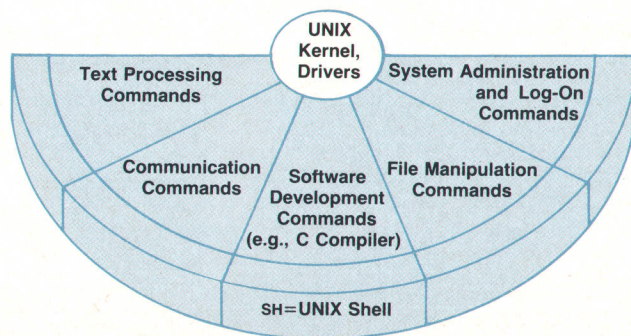 UNIX
Kernel,
Drivers
Text Processing
Commands
System Administration
and Log-On
Commands
Communication
Commands
Software
Development
Commands
(e.g., C Compiler)
File Manipulation
Commands
SH=UNIX Shell